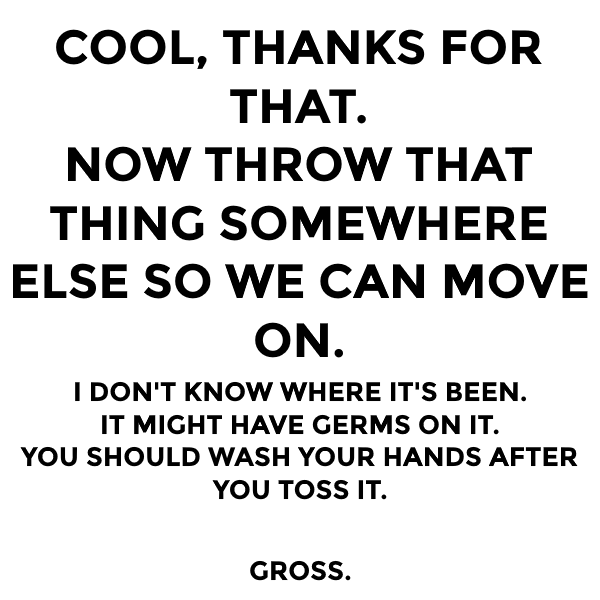 COOL, THANKS FOR
THAT.
NOW THROW THAT
THING SOMEWHERE
ELSE SO WE CAN MOVE
ON.
I DON'T KNOW WHERE IT'S BEEN.
IT MIGHT HAVE GERMS ON IT.
YOU SHOULD WASH YOUR HANDS AFTER
YOU TOSS IT.
GROSS.